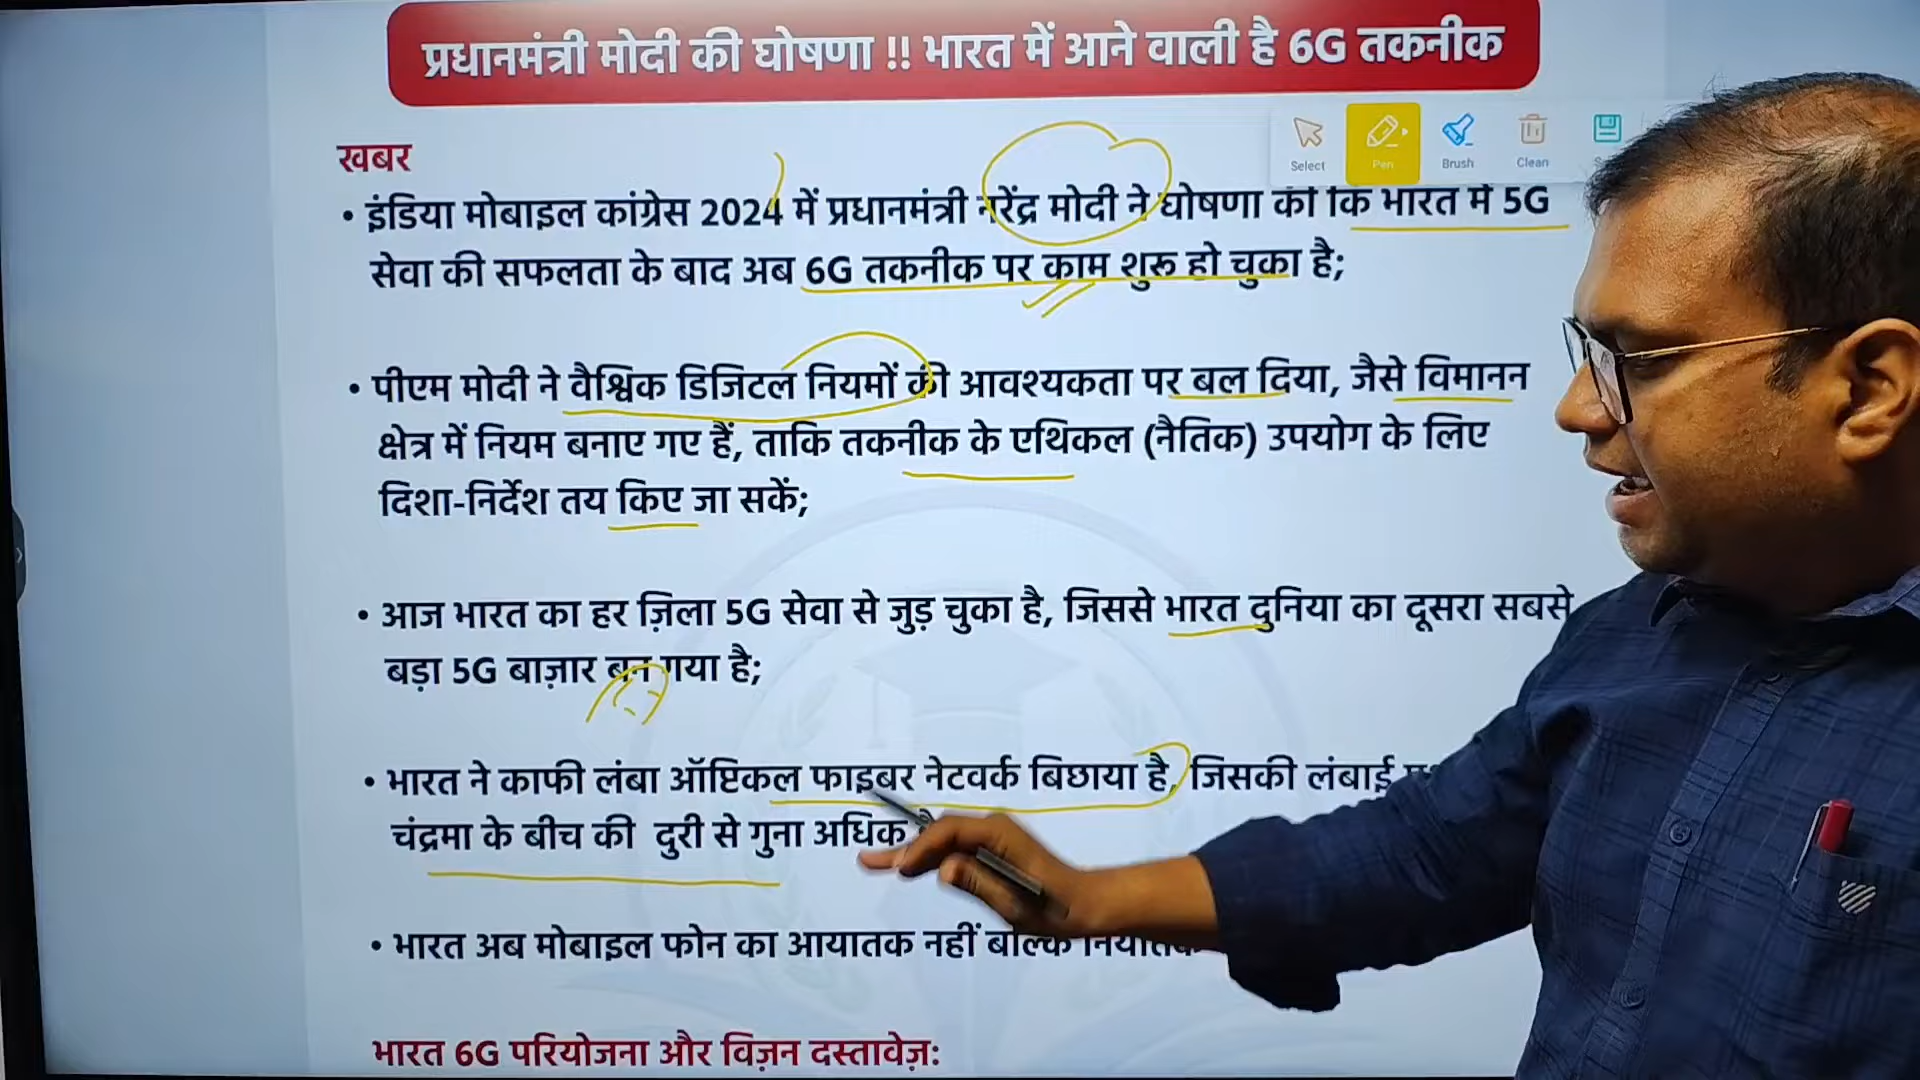 प्रधानमंत्री मोदी की घोषणा !! भारत में आने वाली है 6G तकनीक
Select Pen Brush Clean
खबर
• इंडिया मोबाइल कांग्रेस 2024 में प्रधानमंत्री नरेंद्र मोदी ने घोषणा की कि भारत में 5G
सेवा की सफलता के बाद अब 6G तकनीक पर काम शुरू हो चुका है;
• पीएम मोदी ने वैश्विक डिजिटल नियमों की आवश्यकता पर बल दिया, जैसे विमानन
क्षेत्र में नियम बनाए गए हैं, ताकि तकनीक के एथिकल (नैतिक) उपयोग के लिए
दिशा-निर्देश तय किए जा सकें;
• आज भारत का हर ज़िला 5G सेवा से जुड़ चुका है, जिससे भारत दुनिया का दूसरा सबसे
बड़ा 5G बाज़ार बन गया है;
• भारत ने काफी लंबा ऑप्टिकल फाइबर नेटवर्क बिछाया है, जिसकी लंबाई
चंद्रमा के बीच की दुरी से गुना अधिक
• भारत अब मोबाइल फोन का आयातक नहीं बल्कि
भारत 6G परियोजना और विज़न दस्तावेज़: